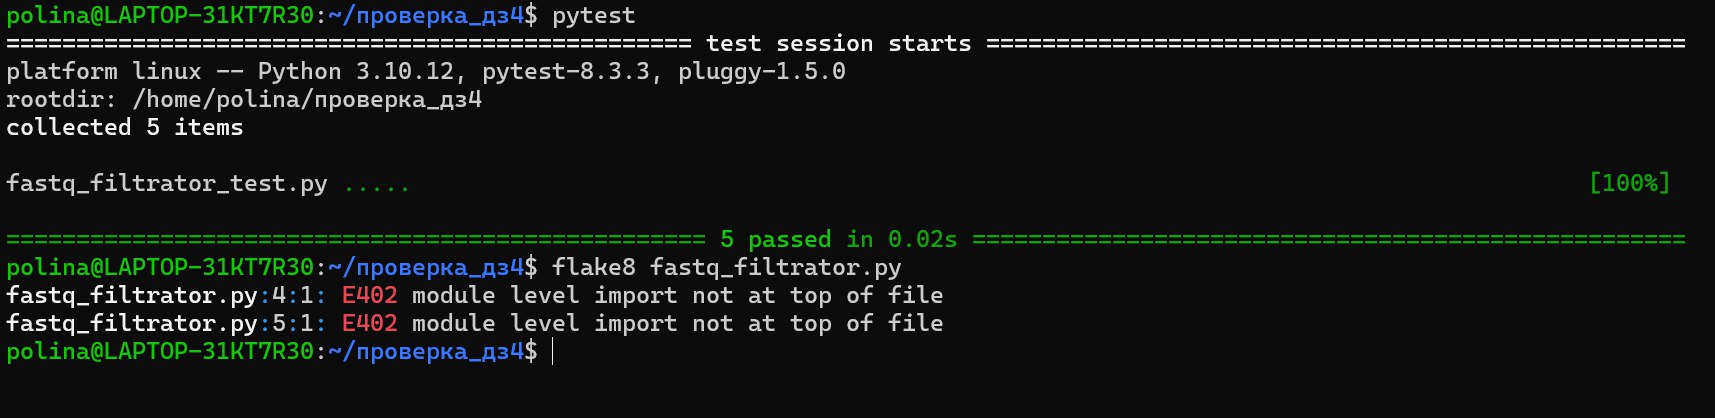 polina@LAPTOP-31KT7R30:~/проверка_дз4$ pytest
================================================= test session starts ==================================================
platform linux -- Python 3.10.12, pytest-8.3.3, pluggy-1.5.0
rootdir: /home/polina/проверка_дз4
collected 5 items
fastq_filtrator_test.py ..... [100%]
================================================== 5 passed in 0.02s ===================================================
polina@LAPTOP-31KT7R30:~/проверка_дз4$ flake8 fastq_filtrator.py
fastq_filtrator.py:4:1: E402 module level import not at top of file
fastq_filtrator.py:5:1: E402 module level import not at top of file
polina@LAPTOP-31KT7R30:~/проверка_дз4$